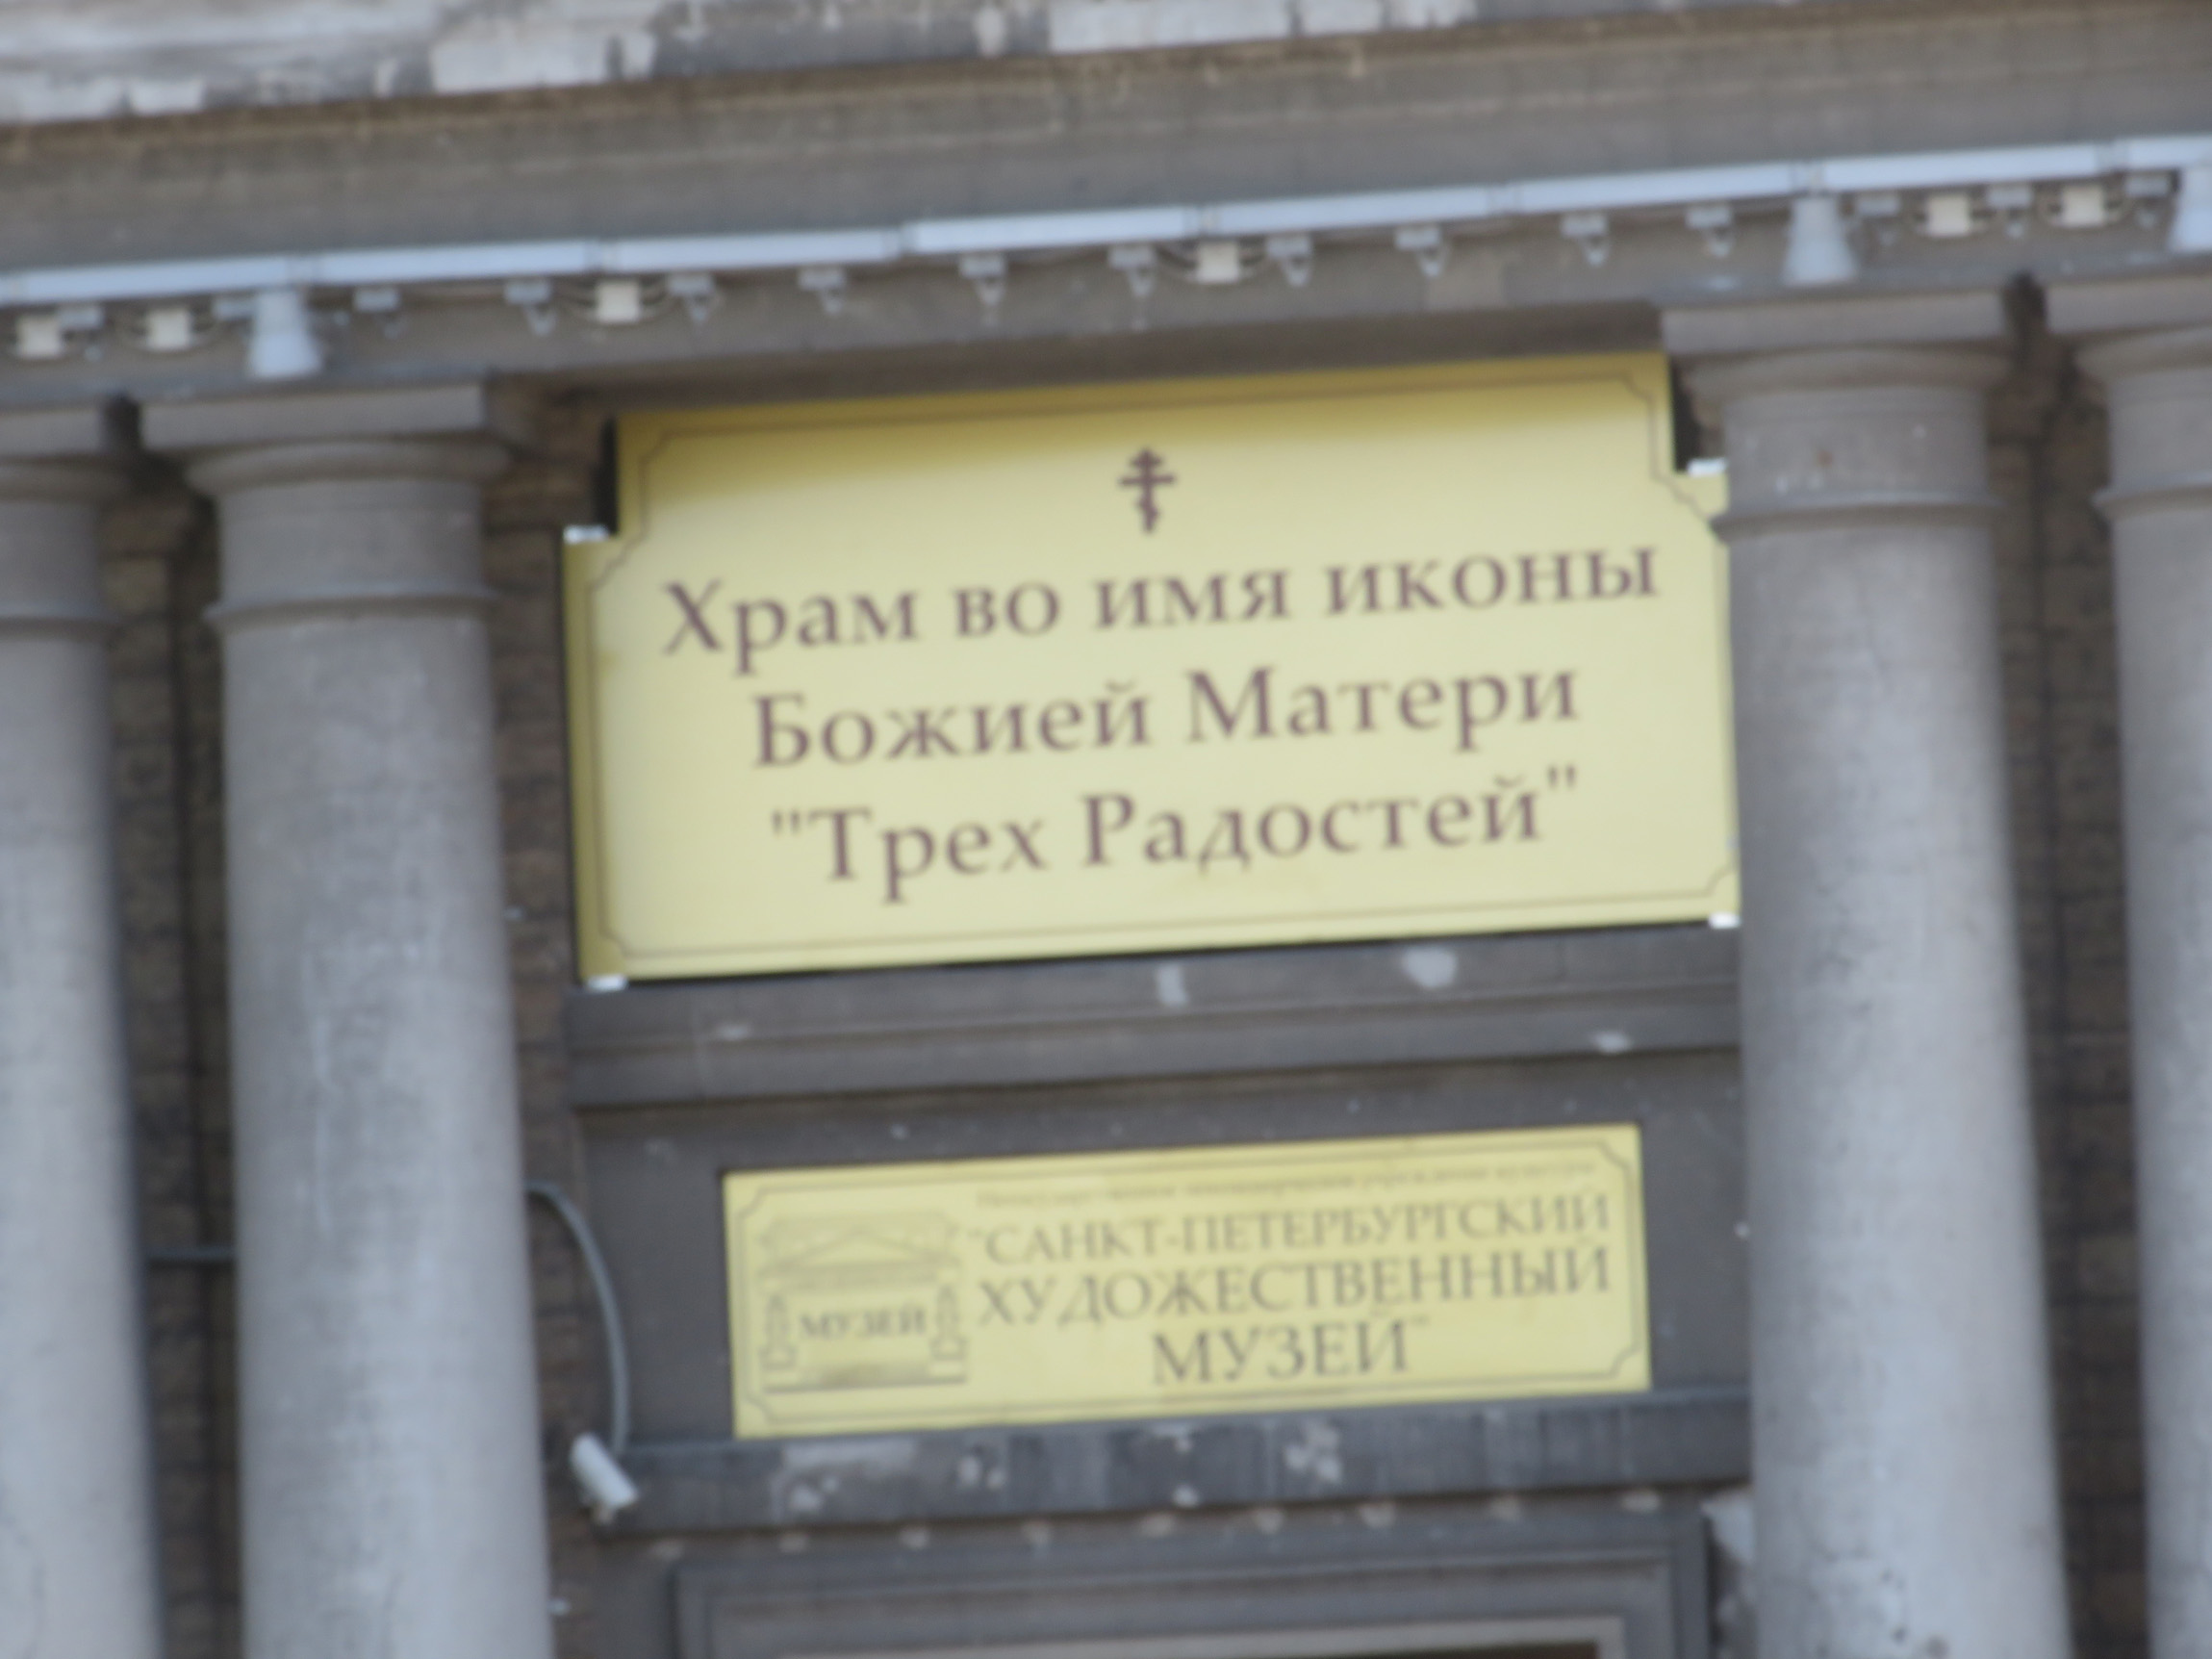 Храм во имя иконы
Божией Матери
"Трех Радостей"
"САНКТ-ПЕТЕРБУРГСКИЙ
ХУДОЖЕСТВЕННЫЙ
МУЗЕЙ"
МУЗЕЙ